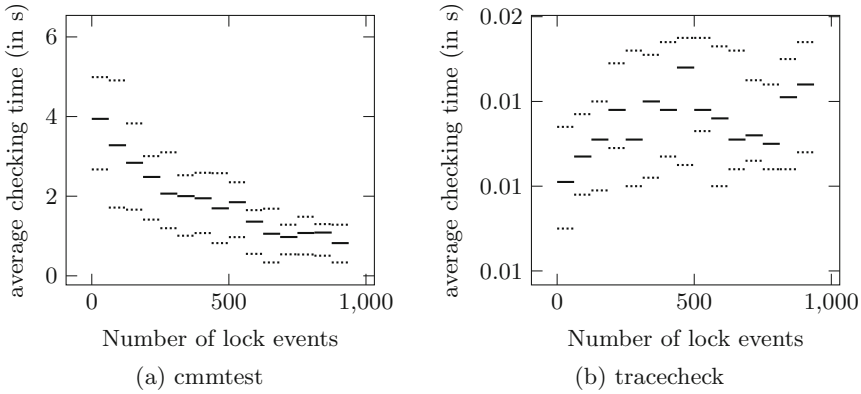 average checking time (in s)
6
4
2
0
0
500
1,000
Number of lock events
(a) cmmtest
average checking time (in s)
0.02
0.01
0.01
0.01
0
500
1,000
Number of lock events
(b) tracecheck